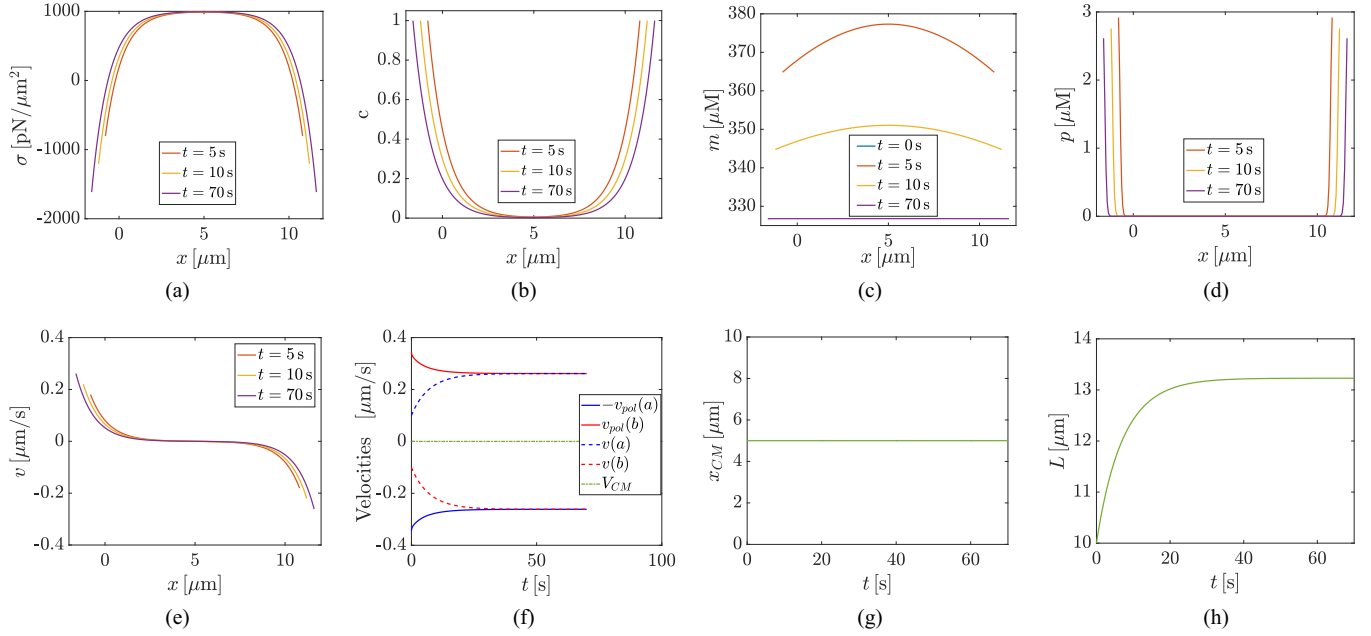 1000
0
-1000
-2000
σ [pN/μm²]
t = 5 s
t = 10 s
t = 70 s
0 5 10
x [μm]
(a)
1
0.8
0.6
0.4
0.2
0
c
t = 5 s
t = 10 s
t = 70 s
0 5 10
x [μm]
(b)
380
370
360
350
340
330
m [μM]
t = 0 s
t = 5 s
t = 10 s
t = 70 s
0 5 10
x [μm]
(c)
3
2
1
0
p [μM]
t = 5 s
t = 10 s
t = 70 s
0 5 10
x [μm]
(d)
0.4
0.2
0
-0.2
-0.4
v [μm/s]
t = 5 s
t = 10 s
t = 70 s
0 5 10
x [μm]
(e)
0.4
0.2
0
-0.2
-0.4
Velocities [μm/s]
−v_pol(a)
v_pol(b)
v(a)
v(b)
V_CM
0 50 100
t [s]
(f)
10
8
6
4
2
0
x_CM [μm]
0 20 40 60
t [s]
(g)
14
13
12
11
10
L [μm]
0 20 40 60
t [s]
(h)